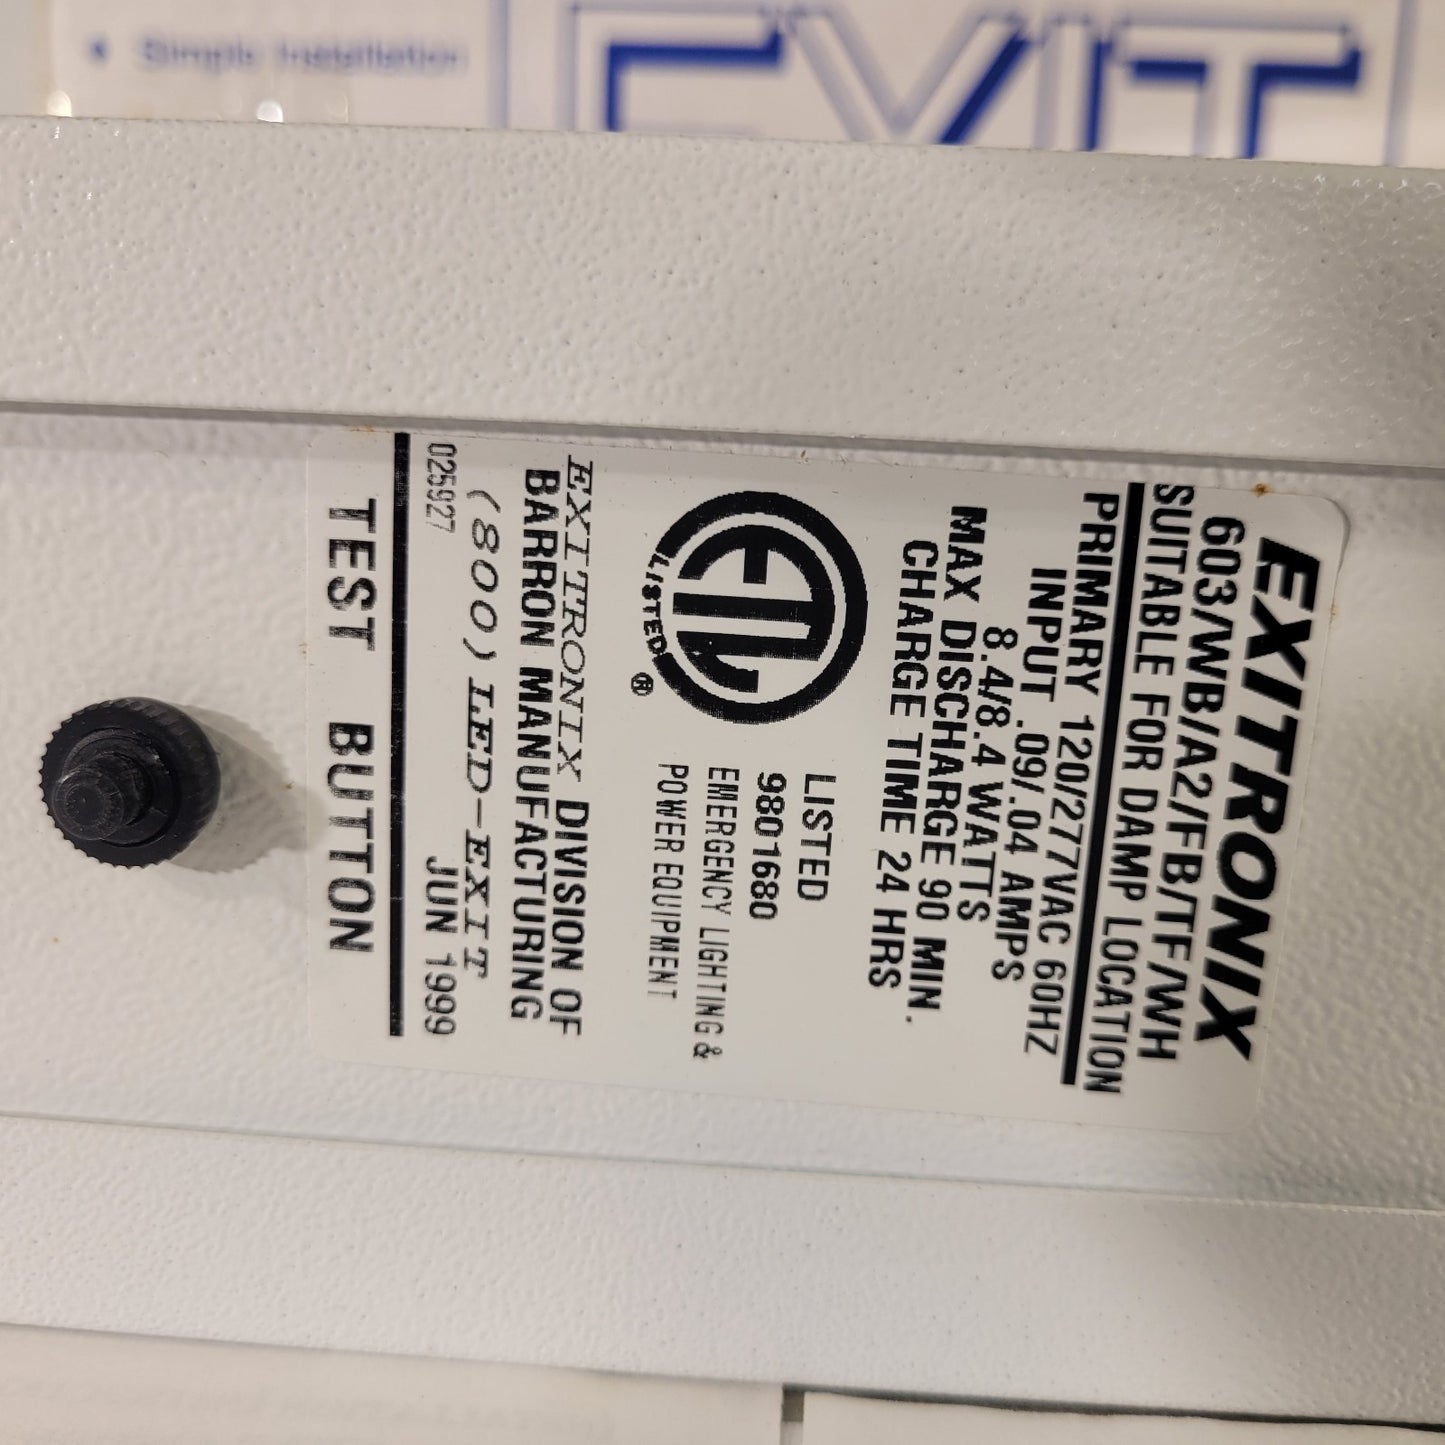 • Simple Installation
EXIT
EXITRONIX
603/WB/A2/FB/TF/WH
SUITABLE FOR DAMP LOCATION
PRIMARY 120/277VAC 60HZ
INPUT .09/.04 AMPS
8.4/8.4 WATTS
MAX DISCHARGE 90 MIN.
CHARGE TIME 24 HRS
ETL
LISTED
®
LISTED
9801680
EMERGENCY LIGHTING &
POWER EQUIPMENT
EXITRONIX DIVISION OF
BARRON MANUFACTURING
(800) LED-EXIT
025927 JUN 1999
TEST BUTTON